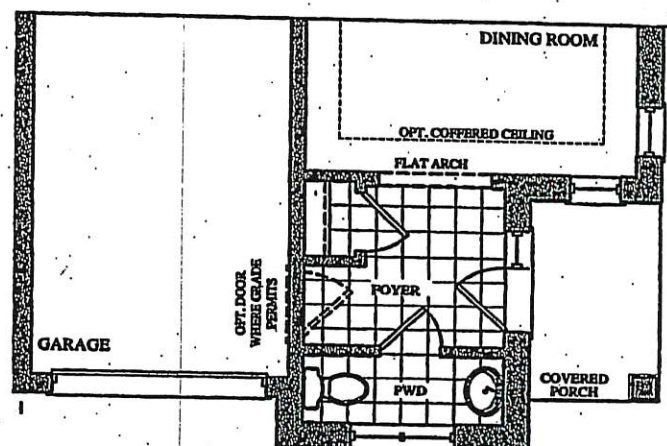 DINING ROOM
OPT. COFFERED CEILING
FLAT ARCH
OPT. DOOR
WHERE GRADE
PERMITS
FOYER
GARAGE
PWD
COVERED
PORCH